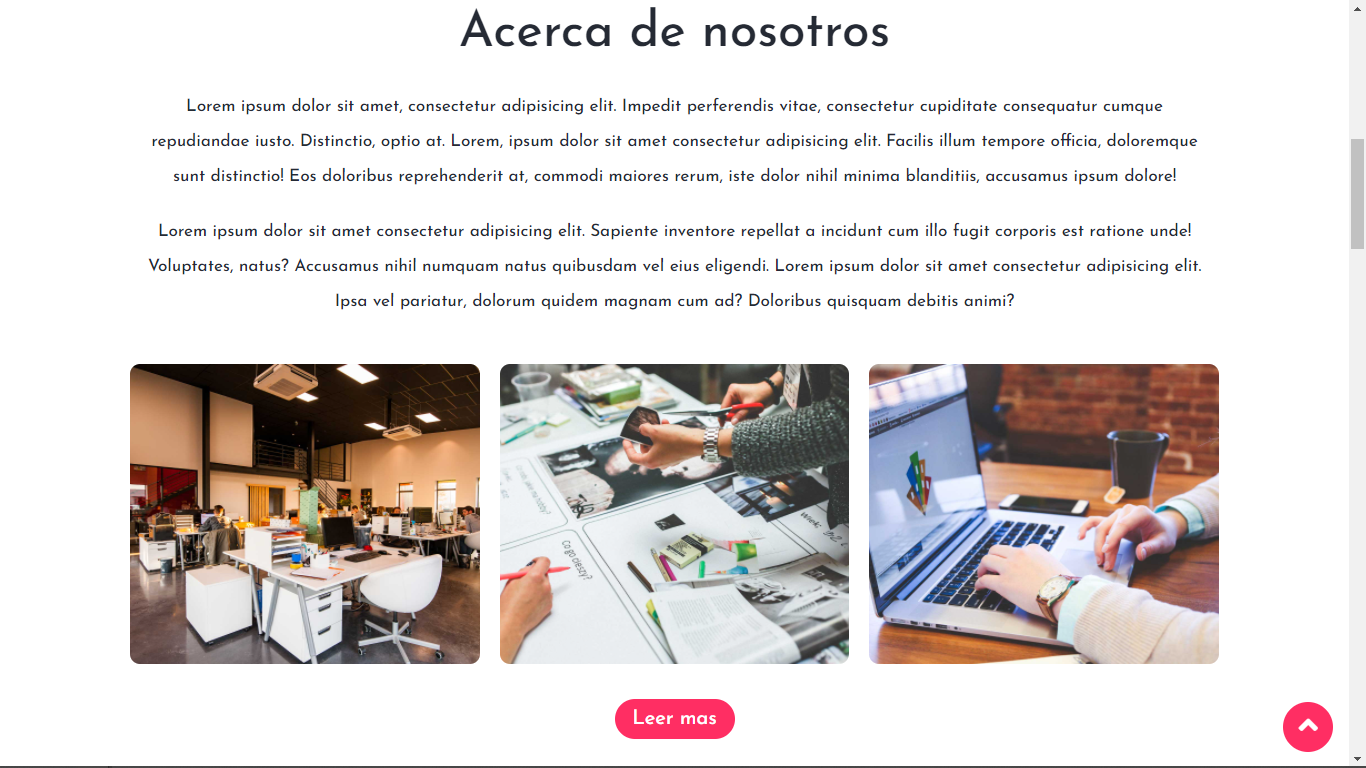 Acerca de nosotros
Lorem ipsum dolor sit amet, consectetur adipisicing elit. Impedit perferendis vitae, consectetur cupiditate consequatur cumque
repudiandae iusto. Distinctio, optio at. Lorem, ipsum dolor sit amet consectetur adipisicing elit. Facilis illum tempore officia, doloremque
sunt distinctio! Eos doloribus reprehenderit at, commodi maiores rerum, iste dolor nihil minima blanditiis, accusamus ipsum dolore!
Lorem ipsum dolor sit amet consectetur adipisicing elit. Sapiente inventore repellat a incidunt cum illo fugit corporis est ratione unde!
Voluptates, natus? Accusamus nihil numquam natus quibusdam vel eius eligendi. Lorem ipsum dolor sit amet consectetur adipisicing elit.
Ipsa vel pariatur, dolorum quidem magnam cum ad? Doloribus quisquam debitis animi?
Co go cieszy?
Leer mas